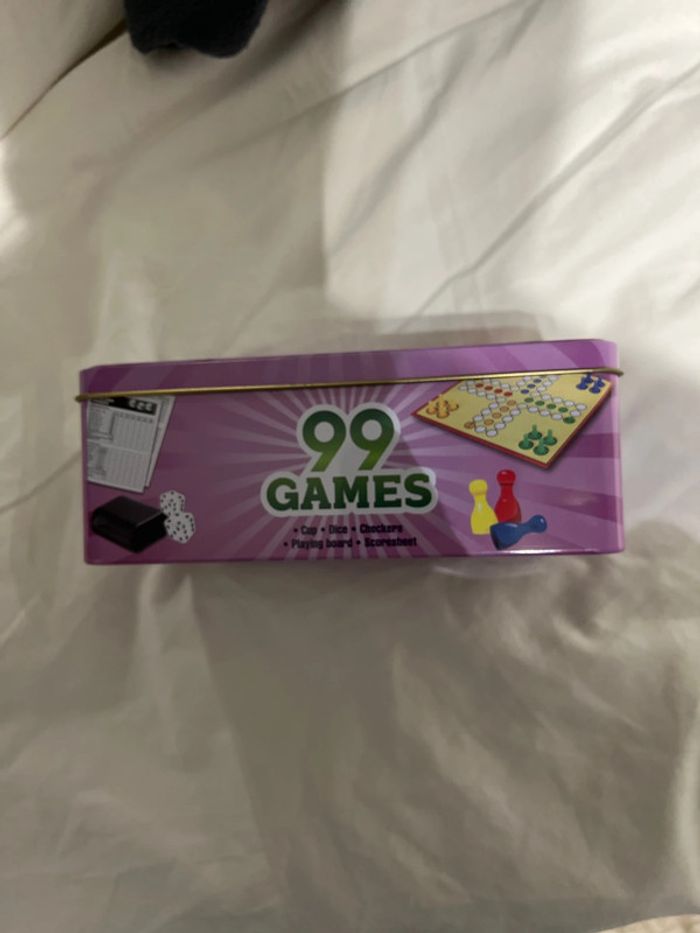 99
GAMES
• Cup • Dice • Checkers
• Playing board • Scoresheet